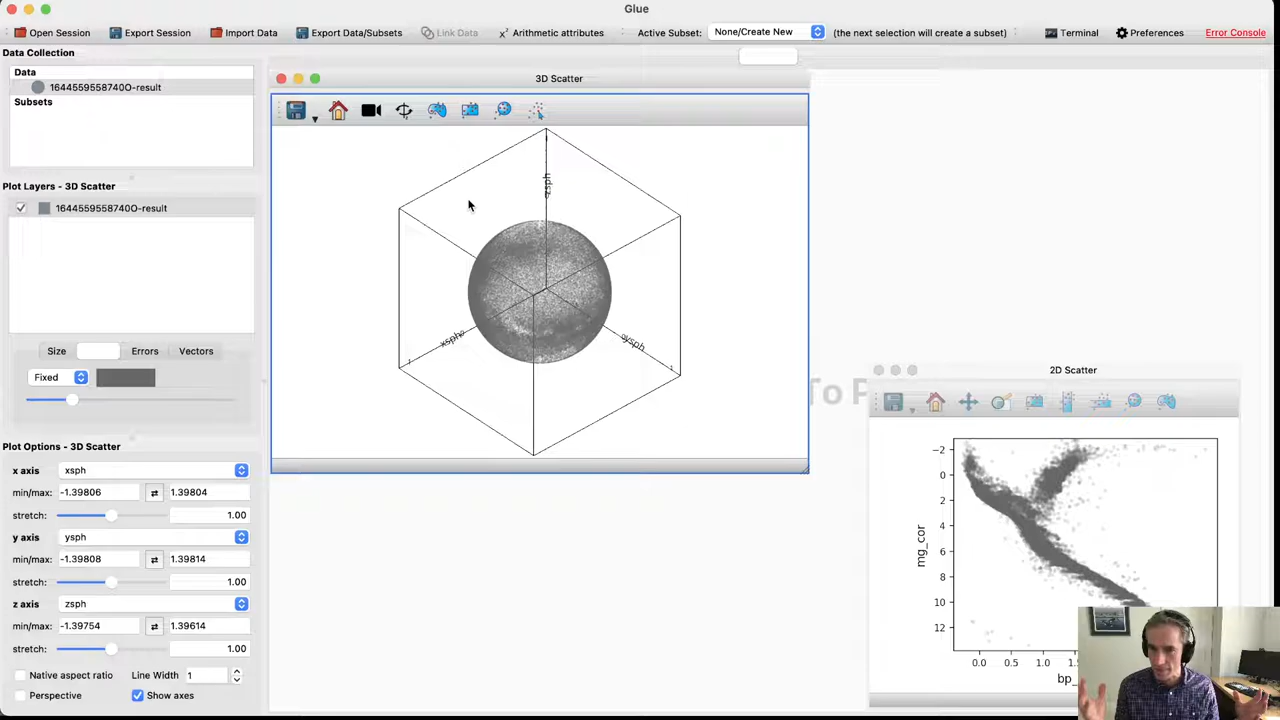 Glue
Open Session
Export Session
Import Data
Export Data/Subsets
Link Data
Arithmetic attributes
Active Subset:
None/Create New
(the next selection will create a subset)
Terminal
Preferences
Error Console
Data Collection
Data
1644559558740O-result
Subsets
Plot Layers - 3D Scatter
1644559558740O-result
Size
Errors
Vectors
Fixed
Plot Options - 3D Scatter
x axis
xsph
min/max:
-1.39806
1.39804
stretch:
1.00
y axis
ysph
min/max:
-1.39808
1.39814
stretch:
1.00
z axis
zsph
min/max:
-1.39754
1.39614
stretch:
1.00
Native aspect ratio
Line Width
1
Perspective
Show axes
3D Scatter
zsph
xsph
ysph
To P
2D Scatter
−2
0
2
4
6
8
10
12
mg_cor
0.0
0.5
1.0
bp_